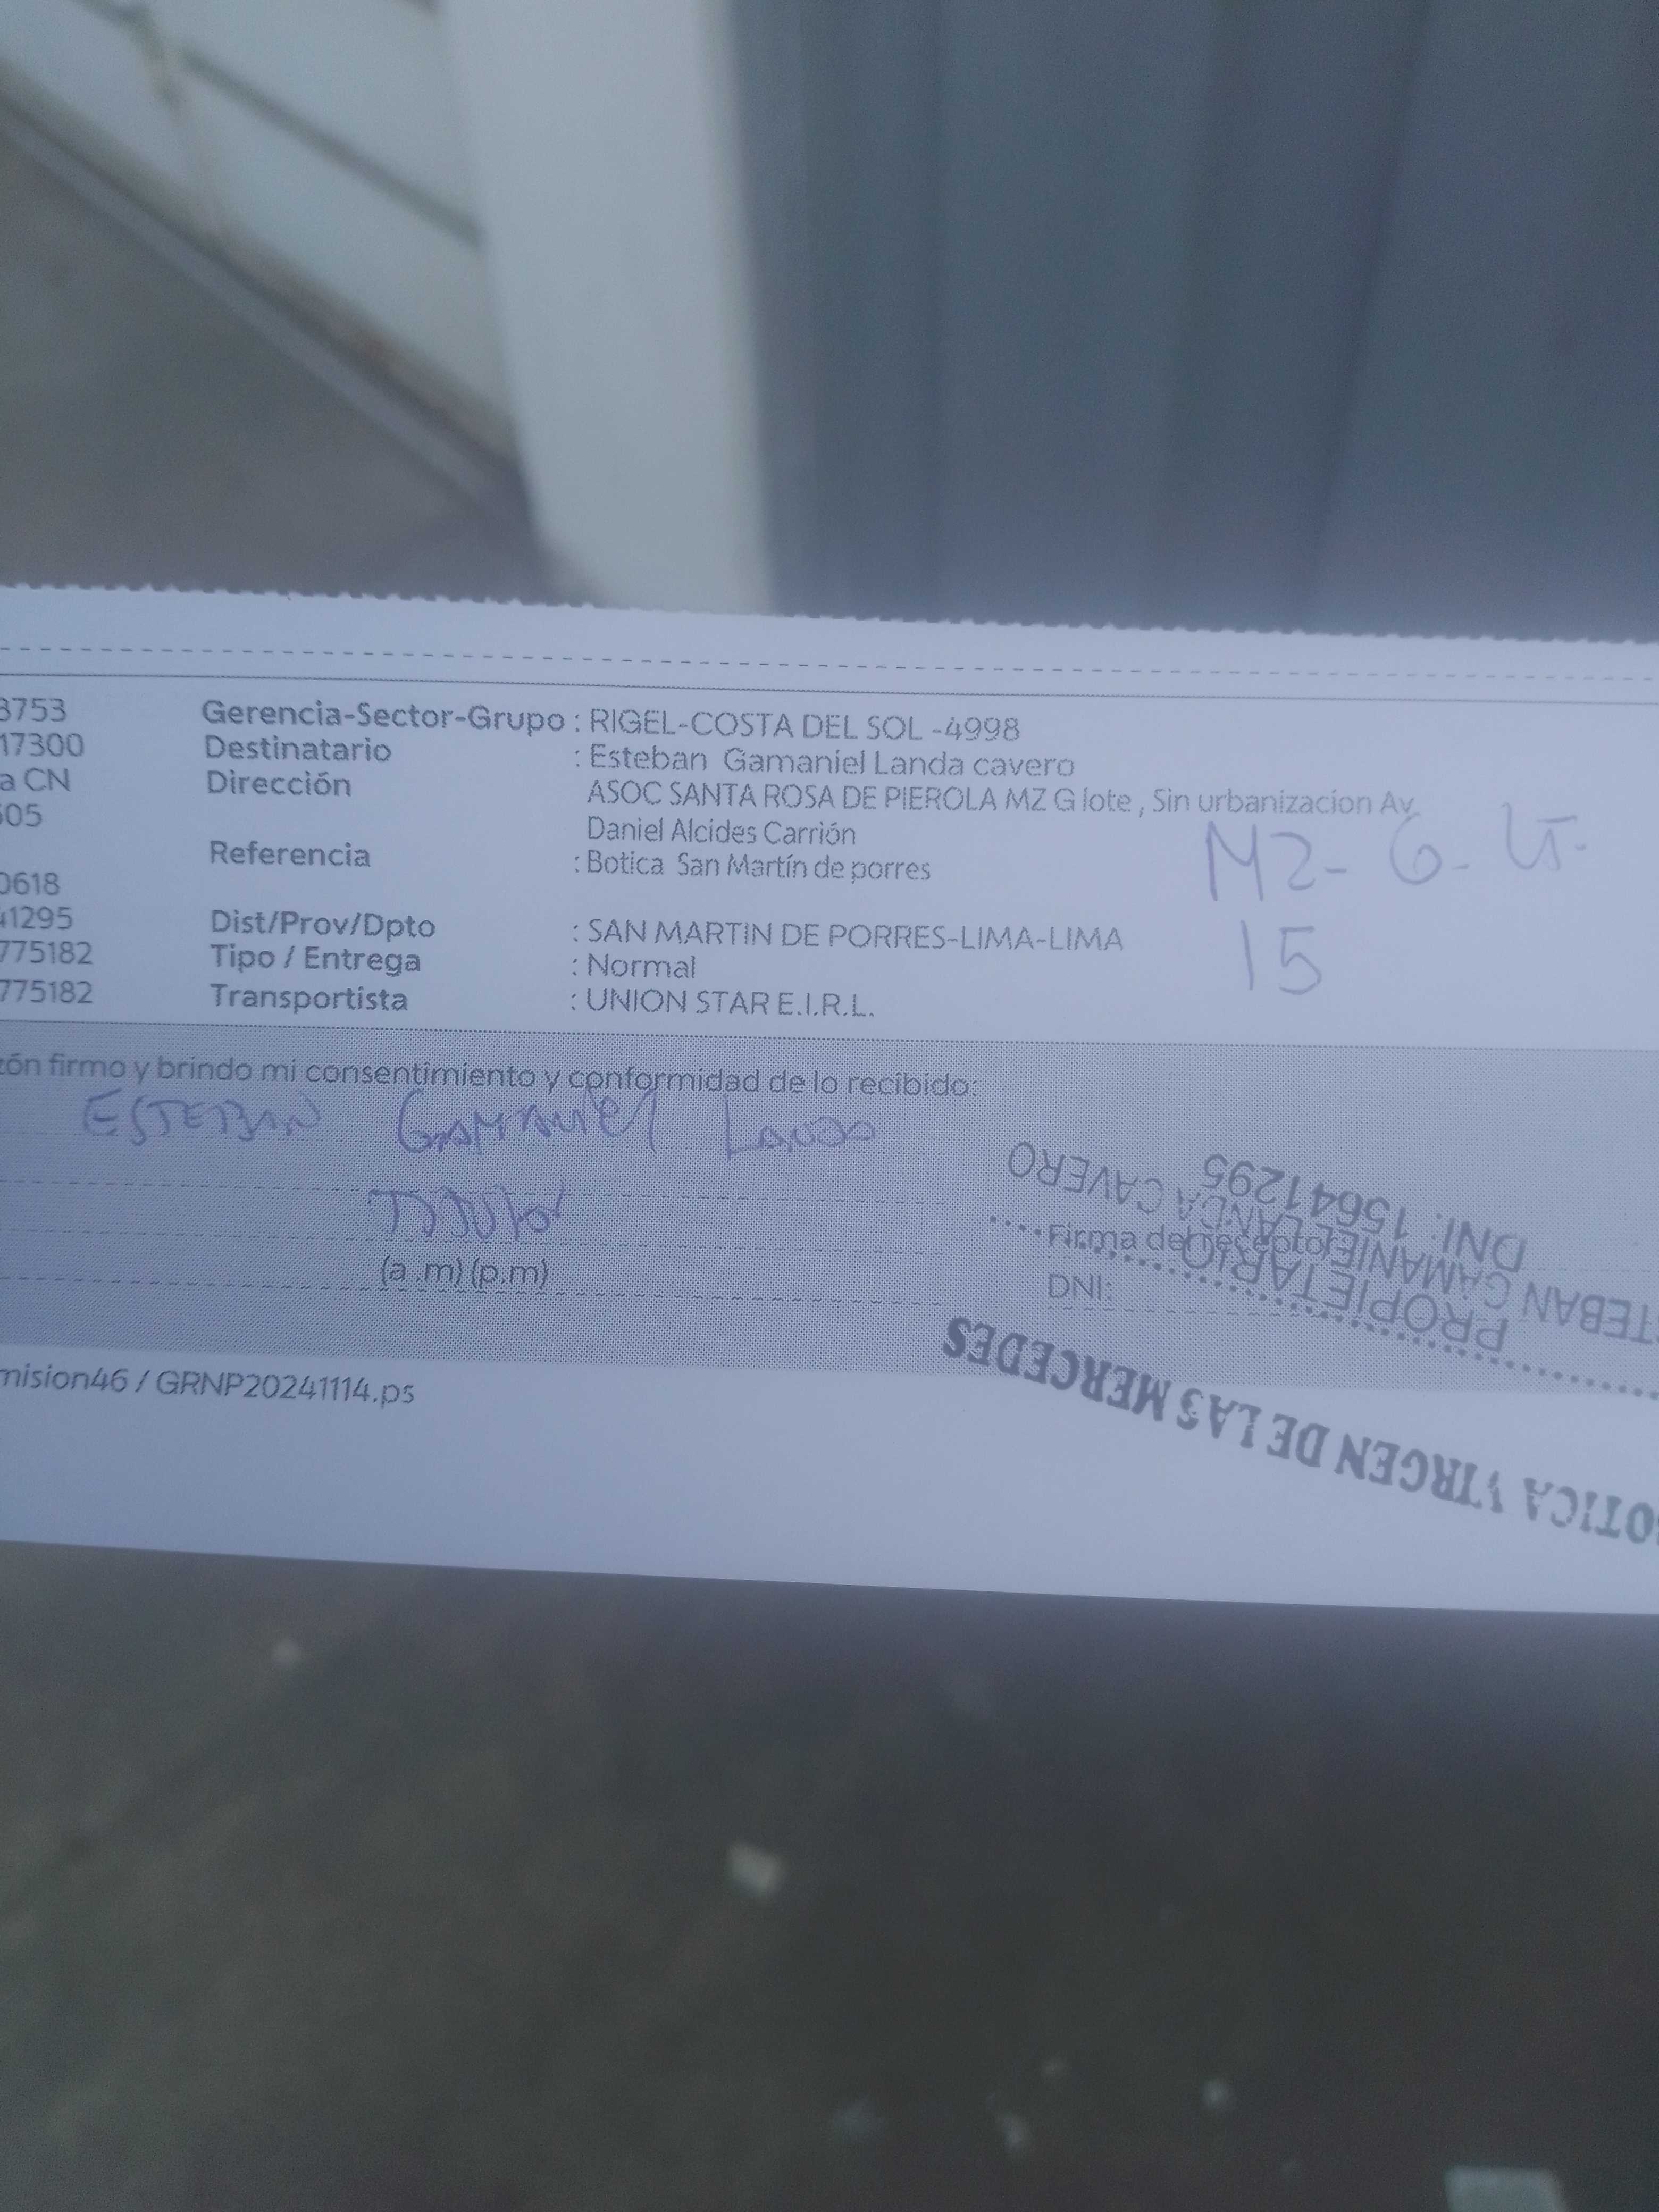 3753
17300
a CN
505
0618
41295
775182
775182
Gerencia-Sector-Grupo : RIGEL-COSTA DEL SOL -4998
Destinatario : Esteban Gamaniel Landa cavero
Dirección ASOC SANTA ROSA DE PIEROLA MZ G lote , Sin urbanizacion Av.
Daniel Alcides Carrión
Referencia : Botica San Martín de porres
Dist/Prov/Dpto : SAN MARTIN DE PORRES-LIMA-LIMA
Tipo / Entrega : Normal
Transportista : UNION STAR E.I.R.L.
MZ- G- LT.
15
zón firmo y brindo mi consentimiento y conformidad de lo recibido:
ESTEBAN GAMANIEL Landa
(a .m) (p.m)
Firma del receptor
DNI:
mision46 / GRNP20241114.ps
OTICA VIRGEN DE LAS MERCEDES
PROPIETARIO
TEBAN GAMANIEL LANDA CAVERO
DNI: 15641295